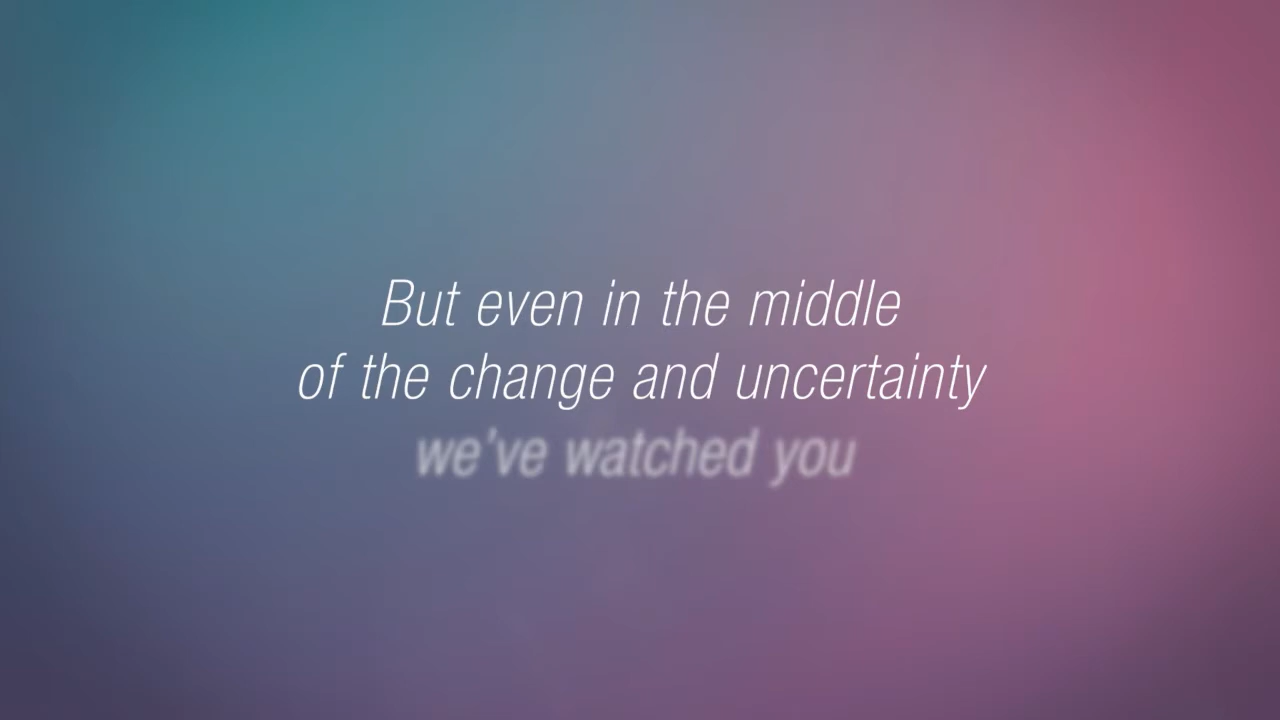 But even in the middle
of the change and uncertainty
we've watched you